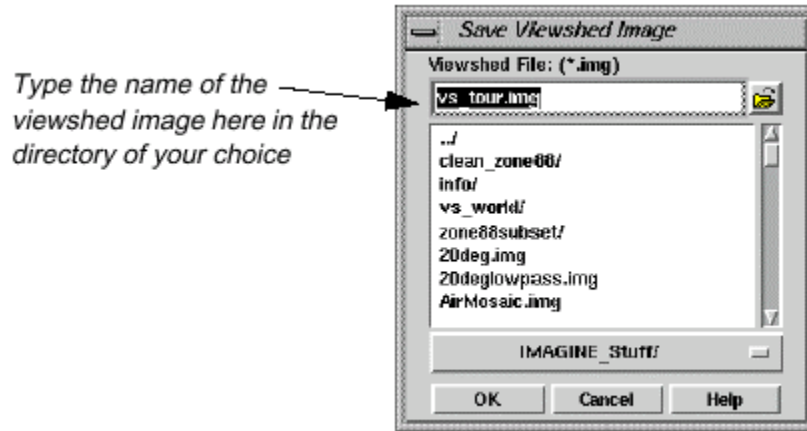 Type the name of the
viewshed image here in the
directory of your choice
Save Viewshed Image
Viewshed File: (*.img)
vs_tour.img
../
clean_zone88/
info/
vs_world/
zone88subset/
20deg.img
20deglowpass.img
AirMosaic.img
IMAGINE_Stuff/
OK
Cancel
Help